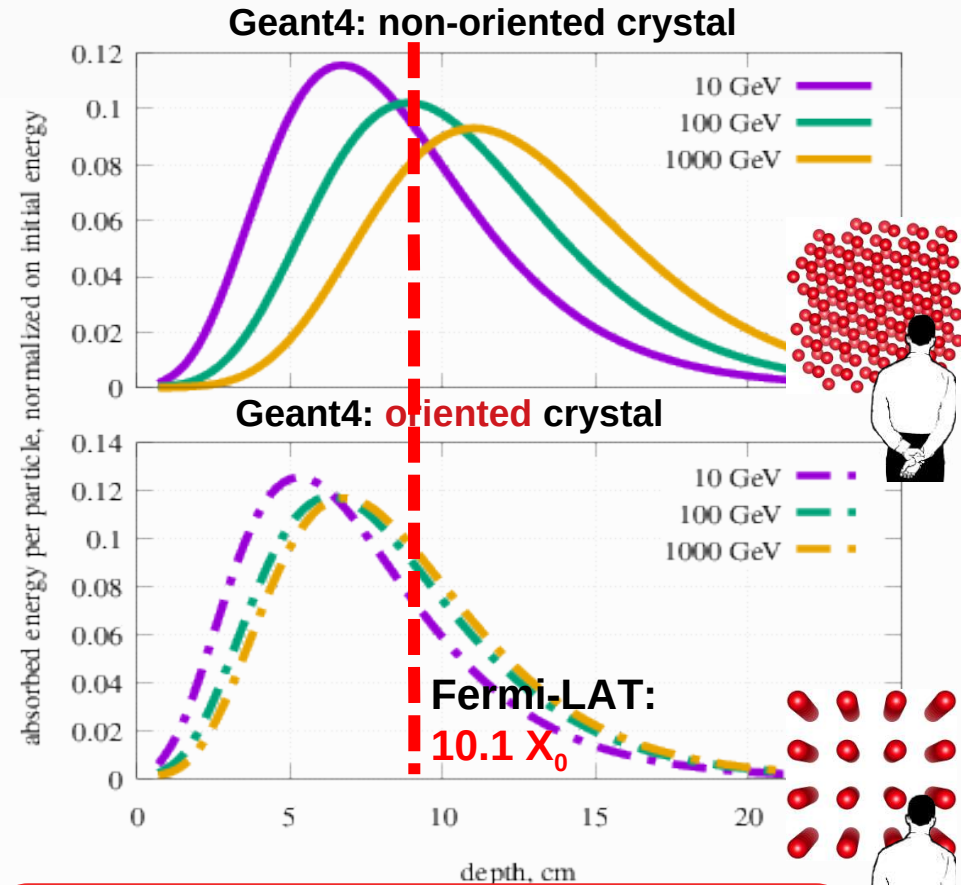 Geant4: non-oriented crystal
0.12
0.1
0.08
0.06
0.04
0.02
0
10 GeV
100 GeV
1000 GeV
absorbed energy per particle, normalized on initial energy
Geant4: oriented crystal
0.14
0.12
0.1
0.08
0.06
0.04
0.02
0
10 GeV
100 GeV
1000 GeV
Fermi-LAT:
10.1 X₀
0 5 10 15 20
depth, cm